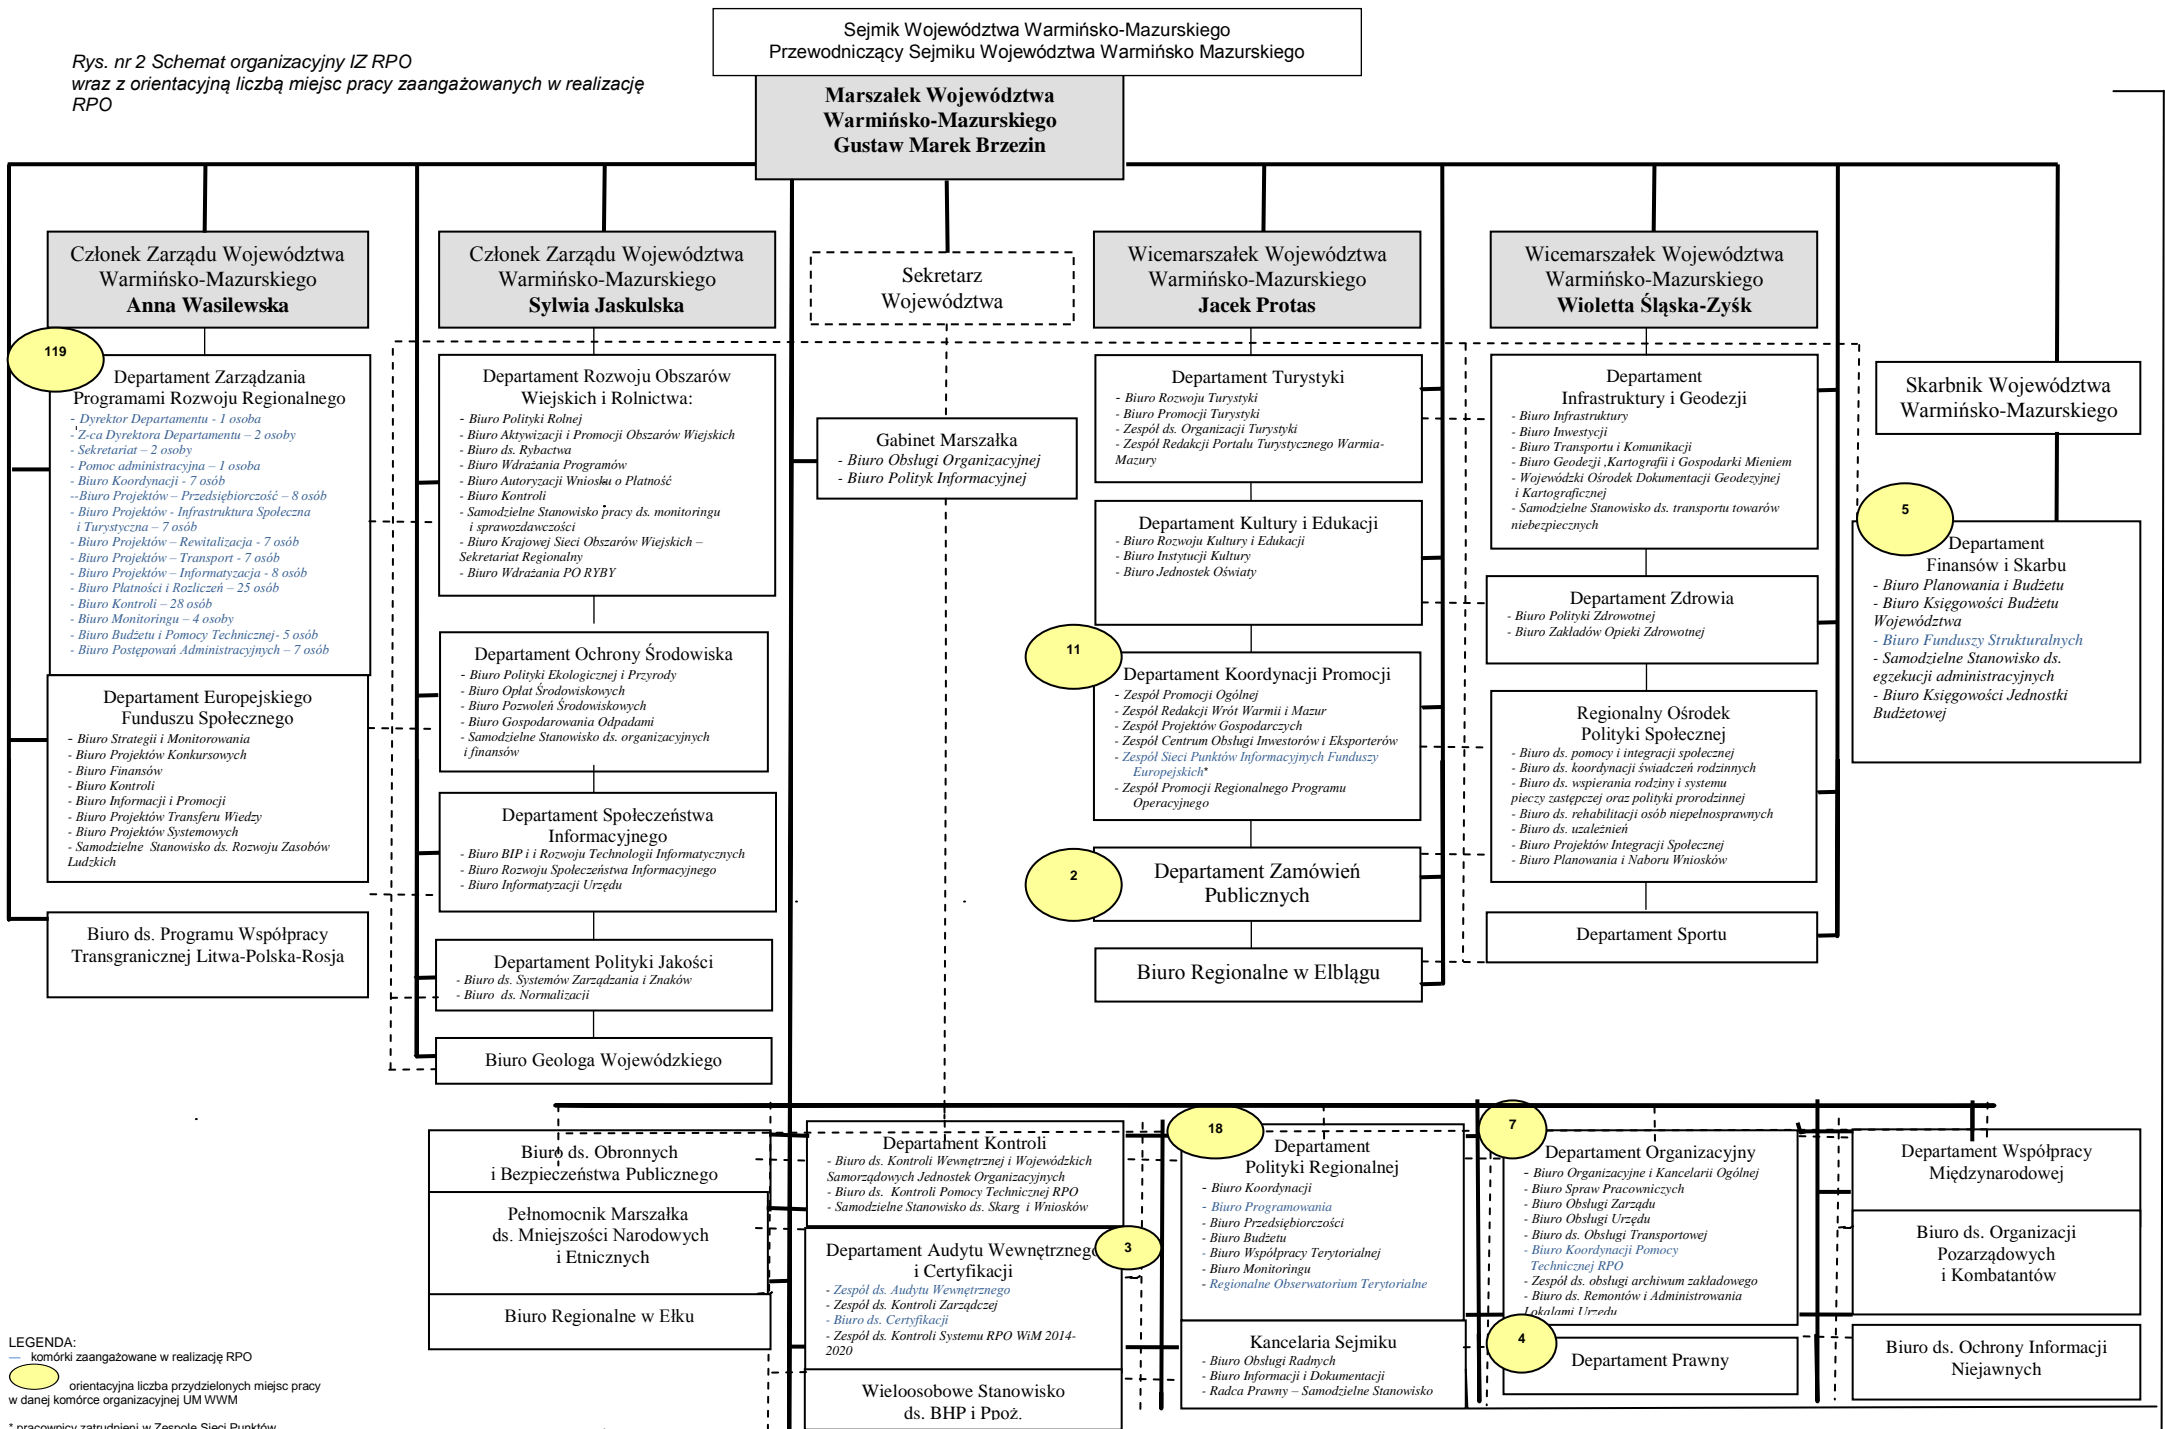 Sejmik Województwa Warmińsko-Mazurskiego
Przewodniczący Sejmiku Województwa Warmińsko Mazurskiego
Rys. nr 2 Schemat organizacyjny IZ RPO
wraz z orientacyjną liczbą miejsc pracy zaangażowanych w realizację
RPO
Marszałek Województwa
Warmińsko-Mazurskiego
Gustaw Marek Brzezin
Członek Zarządu Województwa
Warmińsko-Mazurskiego
Anna Wasilewska
Członek Zarządu Województwa
Warmińsko-Mazurskiego
Sylwia Jaskulska
Sekretarz
Województwa
Wicemarszałek Województwa
Warmińsko-Mazurskiego
Jacek Protas
Wicemarszałek Województwa
Warmińsko-Mazurskiego
Wioletta Śląska-Zyśk
119
Departament Zarządzania
Programami Rozwoju Regionalnego
- Dyrektor Departamentu - 1 osoba
- Z-ca Dyrektora Departamentu – 2 osoby
- Sekretariat – 2 osoby
- Pomoc administracyjna – 1 osoba
- Biuro Koordynacji - 7 osób
--Biuro Projektów – Przedsiębiorczość – 8 osób
- Biuro Projektów - Infrastruktura Społeczna
i Turystyczna – 7 osób
- Biuro Projektów – Rewitalizacja - 7 osób
- Biuro Projektów – Transport - 7 osób
- Biuro Projektów – Informatyzacja - 8 osób
- Biuro Płatności i Rozliczeń – 25 osób
- Biuro Kontroli – 28 osób
- Biuro Monitoringu – 4 osoby
- Biuro Budżetu i Pomocy Technicznej- 5 osób
- Biuro Postępowań Administracyjnych – 7 osób
Departament Europejskiego
Funduszu Społecznego
- Biuro Strategii i Monitorowania
- Biuro Projektów Konkursowych
- Biuro Finansów
- Biuro Kontroli
- Biuro Informacji i Promocji
- Biuro Projektów Transferu Wiedzy
- Biuro Projektów Systemowych
- Samodzielne Stanowisko ds. Rozwoju Zasobów
Ludzkich
Biuro ds. Programu Współpracy
Transgranicznej Litwa-Polska-Rosja
Departament Rozwoju Obszarów
Wiejskich i Rolnictwa:
- Biuro Polityki Rolnej
- Biuro Aktywizacji i Promocji Obszarów Wiejskich
- Biuro ds. Rybactwa
- Biuro Wdrażania Programów
- Biuro Autoryzacji Wniosku o Płatność
- Biuro Kontroli
- Samodzielne Stanowisko pracy ds. monitoringu
i sprawozdawczości
- Biuro Krajowej Sieci Obszarów Wiejskich –
Sekretariat Regionalny
- Biuro Wdrażania PO RYBY
Departament Ochrony Środowiska
- Biuro Polityki Ekologicznej i Przyrody
- Biuro Opłat Środowiskowych
- Biuro Pozwoleń Środowiskowych
- Biuro Gospodarowania Odpadami
- Samodzielne Stanowisko ds. organizacyjnych
i finansów
Departament Społeczeństwa
Informacyjnego
- Biuro BIP i i Rozwoju Technologii Informatycznych
- Biuro Rozwoju Społeczeństwa Informacyjnego
- Biuro Informatyzacji Urzędu
Departament Polityki Jakości
- Biuro ds. Systemów Zarządzania i Znaków
- Biuro ds. Normalizacji
Biuro Geologa Wojewódzkiego
Gabinet Marszałka
- Biuro Obsługi Organizacyjnej
- Biuro Polityk Informacyjnej
Departament Turystyki
- Biuro Rozwoju Turystyki
- Biuro Promocji Turystyki
- Zespół ds. Organizacji Turystyki
- Zespół Redakcji Portalu Turystycznego Warmia-
Mazury
Departament Kultury i Edukacji
- Biuro Rozwoju Kultury i Edukacji
- Biuro Instytucji Kultury
- Biuro Jednostek Oświaty
11
Departament Koordynacji Promocji
- Zespół Promocji Ogólnej
- Zespół Redakcji Wrót Warmii i Mazur
- Zespół Projektów Gospodarczych
- Zespół Centrum Obsługi Inwestorów i Eksporterów
- Zespół Sieci Punktów Informacyjnych Funduszy
Europejskich*
- Zespół Promocji Regionalnego Programu
Operacyjnego
2
Departament Zamówień
Publicznych
Biuro Regionalne w Elblągu
Departament
Infrastruktury i Geodezji
- Biuro Infrastruktury
- Biuro Inwestycji
- Biuro Transportu i Komunikacji
- Biuro Geodezji ,Kartografii i Gospodarki Mieniem
- Wojewódzki Ośrodek Dokumentacji Geodezyjnej
i Kartograficznej
- Samodzielne Stanowisko ds. transportu towarów
niebezpiecznych
Departament Zdrowia
- Biuro Polityki Zdrowotnej
- Biuro Zakładów Opieki Zdrowotnej
Regionalny Ośrodek
Polityki Społecznej
- Biuro ds. pomocy i integracji społecznej
- Biuro ds. koordynacji świadczeń rodzinnych
- Biuro ds. wspierania rodziny i systemu
pieczy zastępczej oraz polityki prorodzinnej
- Biuro ds. rehabilitacji osób niepełnosprawnych
- Biuro ds. uzależnień
- Biuro Projektów Integracji Społecznej
- Biuro Planowania i Naboru Wniosków
Departament Sportu
Skarbnik Województwa
Warmińsko-Mazurskiego
5
Departament
Finansów i Skarbu
- Biuro Planowania i Budżetu
- Biuro Księgowości Budżetu
Województwa
- Biuro Funduszy Strukturalnych
- Samodzielne Stanowisko ds.
egzekucji administracyjnych
- Biuro Księgowości Jednostki
Budżetowej
Biuro ds. Obronnych
i Bezpieczeństwa Publicznego
Pełnomocnik Marszałka
ds. Mniejszości Narodowych
i Etnicznych
Biuro Regionalne w Ełku
Departament Kontroli
- Biuro ds. Kontroli Wewnętrznej i Wojewódzkich
Samorządowych Jednostek Organizacyjnych
- Biuro ds. Kontroli Pomocy Technicznej RPO
- Samodzielne Stanowisko ds. Skarg i Wniosków
3
Departament Audytu Wewnętrznego
i Certyfikacji
- Zespół ds. Audytu Wewnętrznego
- Zespół ds. Kontroli Zarządczej
- Biuro ds. Certyfikacji
- Zespół ds. Kontroli Systemu RPO WiM 2014-
2020
Wieloosobowe Stanowisko
ds. BHP i Ppoż.
18
Departament
Polityki Regionalnej
- Biuro Koordynacji
- Biuro Programowania
- Biuro Przedsiębiorczości
- Biuro Budżetu
- Biuro Współpracy Terytorialnej
- Biuro Monitoringu
- Regionalne Obserwatorium Terytorialne
Kancelaria Sejmiku
- Biuro Obsługi Radnych
- Biuro Informacji i Dokumentacji
- Radca Prawny – Samodzielne Stanowisko
7
Departament Organizacyjny
- Biuro Organizacyjne i Kancelarii Ogólnej
- Biuro Spraw Pracowniczych
- Biuro Obsługi Zarządu
- Biuro Obsługi Urzędu
- Biuro ds. Obsługi Transportowej
- Biuro Koordynacji Pomocy
Technicznej RPO
- Zespół ds. obsługi archiwum zakładowego
- Biuro ds. Remontów i Administrowania
Lokalami Urzędu
4
Departament Prawny
Departament Współpracy
Międzynarodowej
Biuro ds. Organizacji
Pozarządowych
i Kombatantów
Biuro ds. Ochrony Informacji
Niejawnych
LEGENDA:
— komórki zaangażowane w realizację RPO
orientacyjna liczba przydzielonych miejsc pracy
w danej komórce organizacyjnej UM WWM
* pracownicy zatrudnieni w Zespole Sieci Punktów